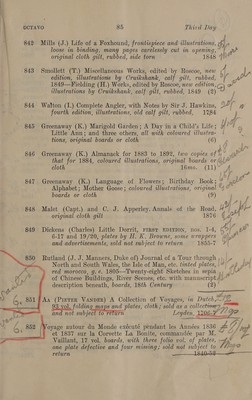 OCTAVO 85 Third Day
842 Mills (J.) Life of a Foxhound, frontispiece and illustrations,
loose in binding; many pages carelessly cut in opening,
original cloth gilt, rubbed, side torn 1848
843 Smollett (T.) Miscellaneous Works, edited by Roscoe, new
edition, illustrations by Cruikshank, calf gilt, rubbed,
1849—Fielding (H.) Works, edited by Roscoe, new edition,
illustrations by Cruikshank, calf gilt, rubbed, 1849 (2)
844 Walton (I.) Complete Angler, with Notes by Sir J. Hawkins,
fourth edition, illustrations, old calf gilt, rubbed, 1784
845 Greenaway (K.) Marigold Garden; A Day in a Child's Life;
Little Ann; and three others, all with coloured illustrations,
original boards (6)
846 Greenaway (K.) Almanack for 1883 to 1892, two copies of
that for 1884, coloured illustrations, original boards or
cloth 16mo. (11)
847 Greenaway (K.) Language of Flowers; Birthday Book;
Alphabet; Mother Goose; coloured illustrations, original
boards or cloth (9)
848 Malet (Capt.) and C. J. Apperley. Annals of the Road,
original cloth gilt 1876
849 Dickens (Charles) Little Dorrit, FIRST EDITION, nos. 1-4,
6-17 and 19/20, plates by H. K. Browne, some wrappers
and advertisements, sold not subject to return 1855-7
850 Rutland (J. J. Manners, Duke of) Journal of a Tour through
North and South Wales, the Isle of Man, etc. tinted plates,
red morocco, g. e. 1805—Twenty-eight Sketches in sepia
of Chinese Buildings, River Scenes, etc. with manuscript
description beneath, boards, 19th Century (2)
851 Aa (PIETER VANDER) A Collection of Voyages, in Dutch,
29 vol. folding maps and plates, cloth; sold as a collection
and not subject to return Leyden, 1706-7
852 Voyage autour du Monde exécuté pendant les Années 1836
et 1837 sur la Corvette La Bonite, commandée par M.
Vaillant, 17 vol. boards, with three folio vol. of plates,
one plate defective and four missing; sold not subject to
return 1840-52